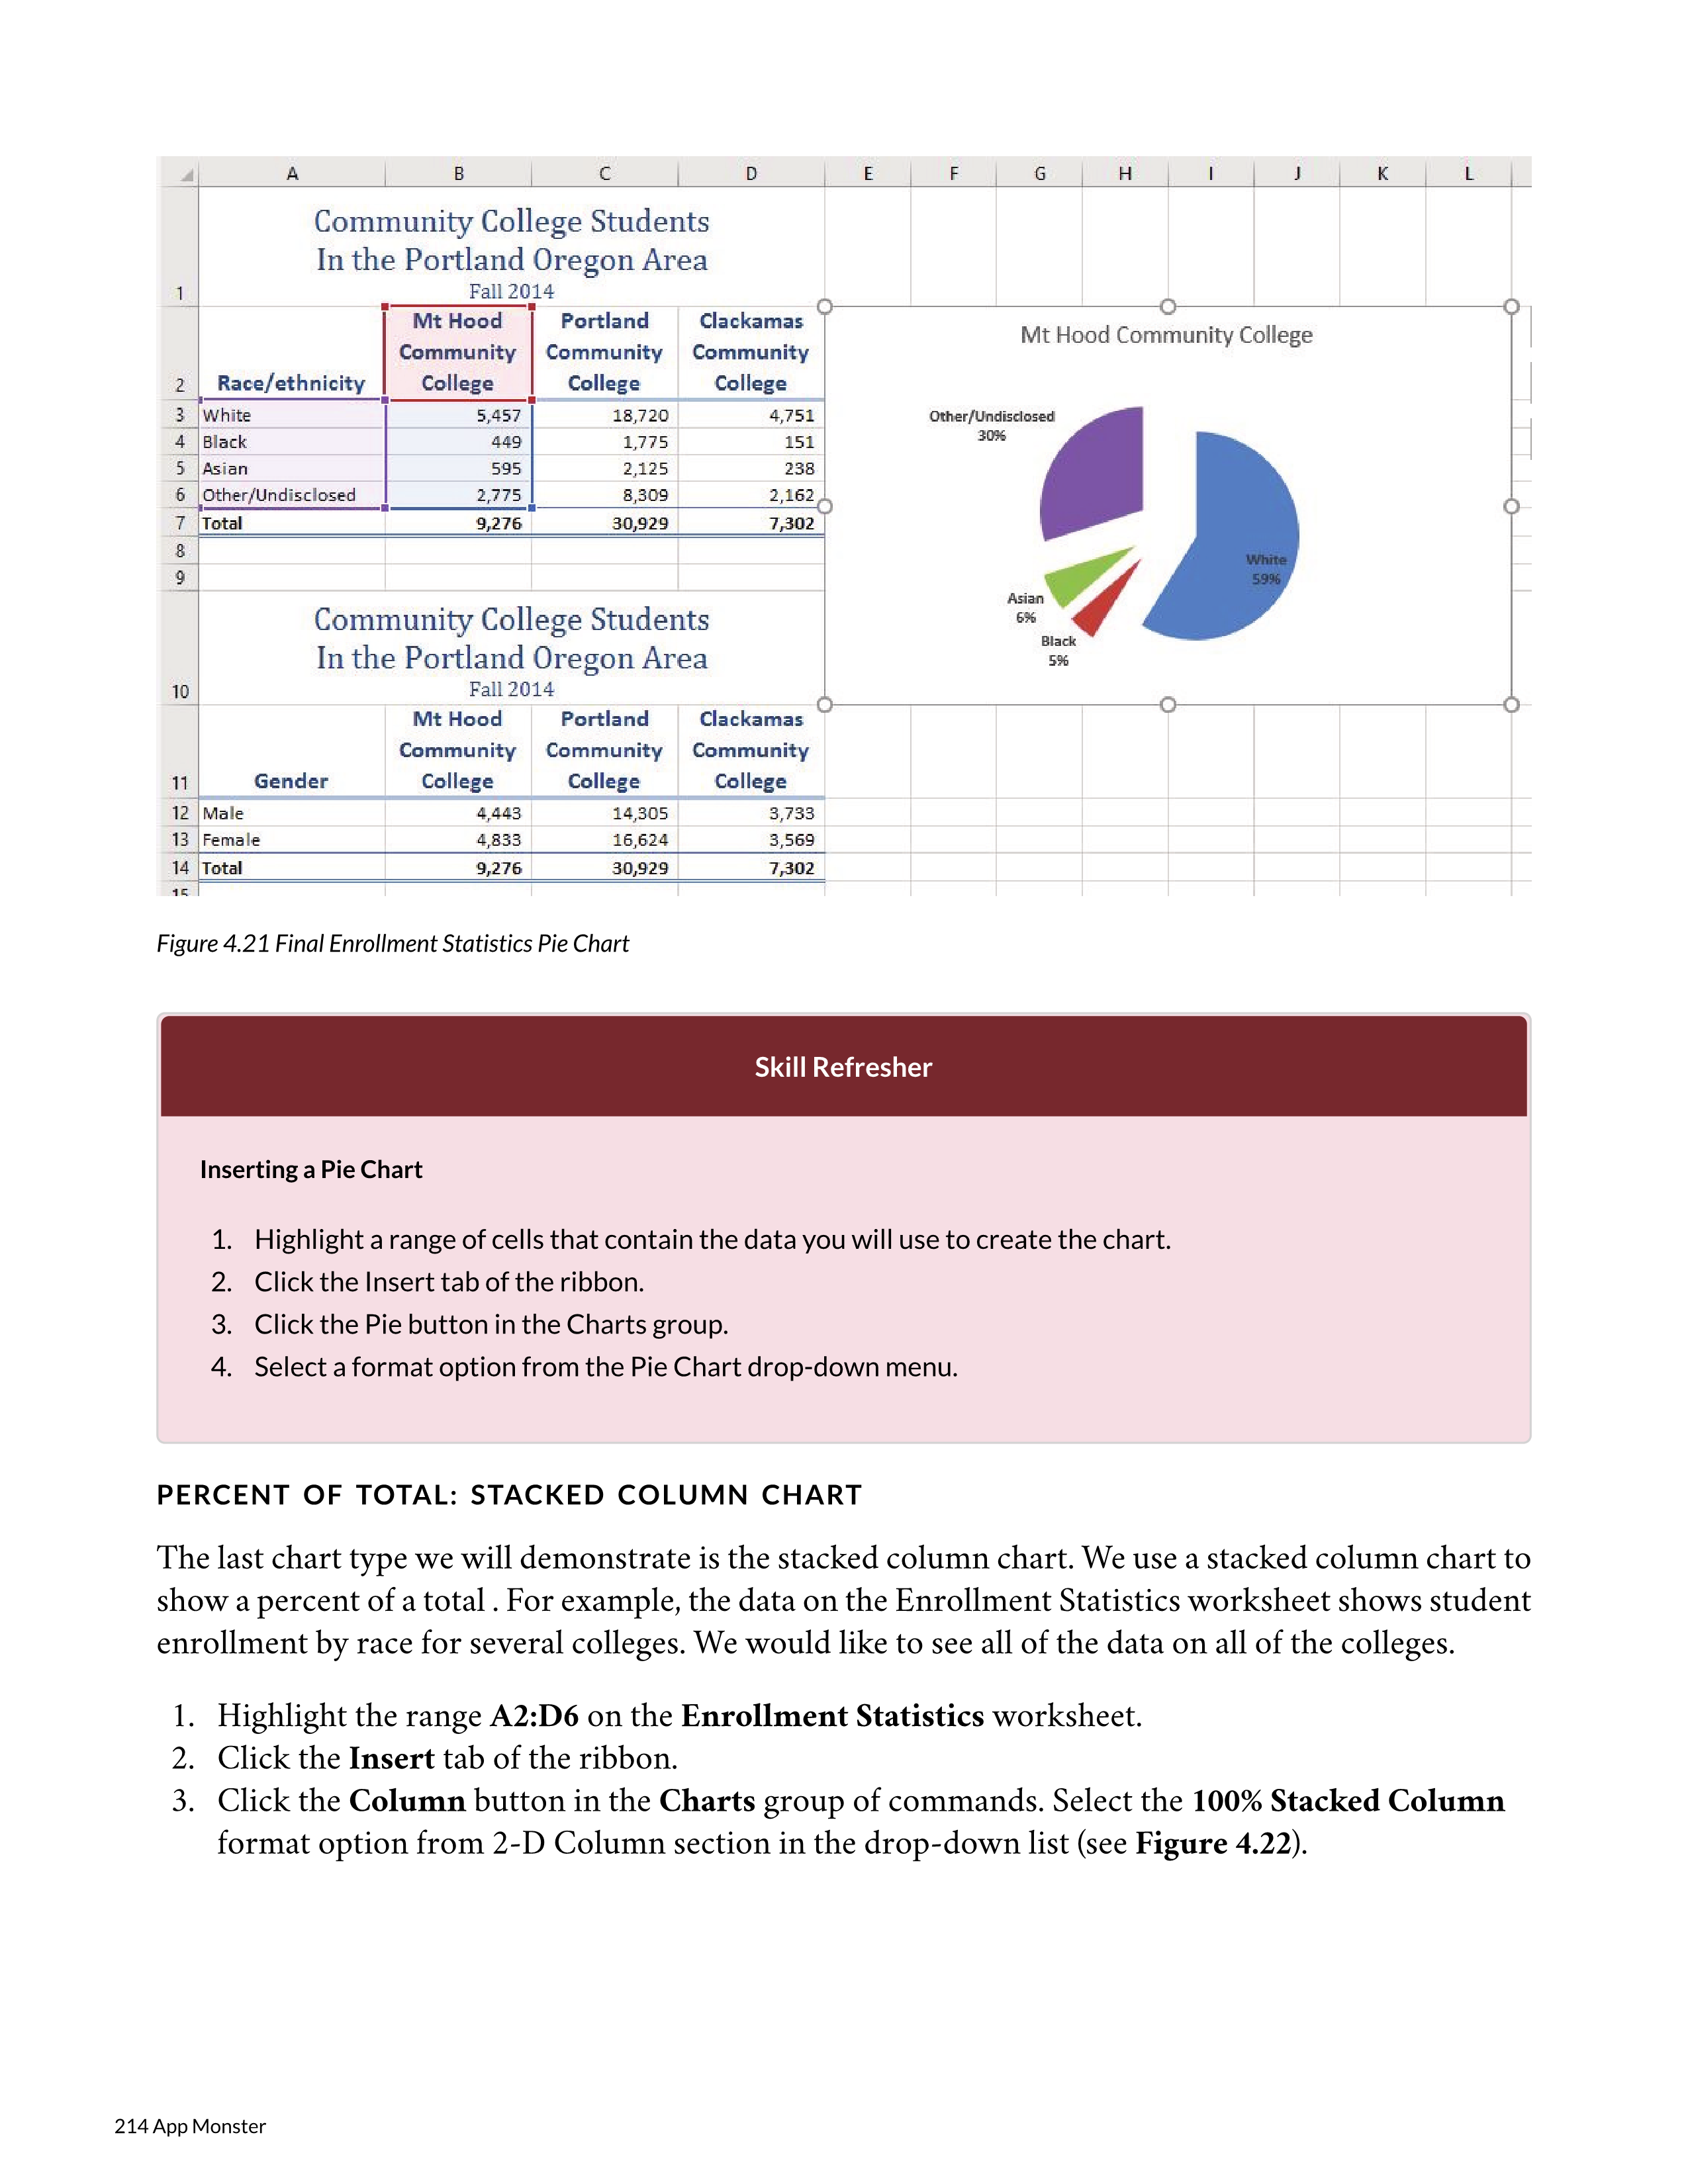 A B C D E F G H I J K L
Community College Students
In the Portland Oregon Area
1 Fall 2014
2 Race/ethnicity Mt Hood Community College Portland Community College Clackamas Community College
3 White 5,457 18,720 4,751
4 Black 449 1,775 151
5 Asian 595 2,125 238
6 Other/Undisclosed 2,775 8,309 2,162
7 Total 9,276 30,929 7,302
8
9
Community College Students
In the Portland Oregon Area
10 Fall 2014
11 Gender Mt Hood Community College Portland Community College Clackamas Community College
12 Male 4,443 14,305 3,733
13 Female 4,833 16,624 3,569
14 Total 9,276 30,929 7,302
15
Mt Hood Community College
Other/Undisclosed
30%
White
59%
Asian
6%
Black
5%
Figure 4.21 Final Enrollment Statistics Pie Chart
Skill Refresher
Inserting a Pie Chart
1. Highlight a range of cells that contain the data you will use to create the chart.
2. Click the Insert tab of the ribbon.
3. Click the Pie button in the Charts group.
4. Select a format option from the Pie Chart drop-down menu.
PERCENT OF TOTAL: STACKED COLUMN CHART
The last chart type we will demonstrate is the stacked column chart. We use a stacked column chart to
show a percent of a total . For example, the data on the Enrollment Statistics worksheet shows student
enrollment by race for several colleges. We would like to see all of the data on all of the colleges.
1. Highlight the range A2:D6 on the Enrollment Statistics worksheet.
2. Click the Insert tab of the ribbon.
3. Click the Column button in the Charts group of commands. Select the 100% Stacked Column
format option from 2-D Column section in the drop-down list (see Figure 4.22).
214 App Monster